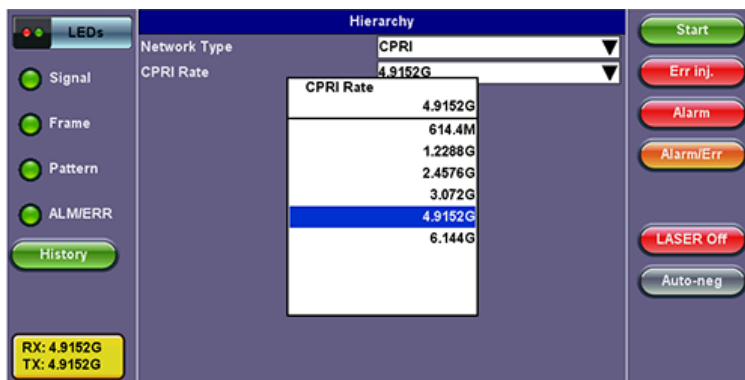 LEDs
Signal
Frame
Pattern
ALM/ERR
History
RX: 4.9152G
TX: 4.9152G
Hierarchy
Network Type CPRI
CPRI Rate 4.9152G
CPRI Rate
4.9152G
614.4M
1.2288G
2.4576G
3.072G
4.9152G
6.144G
Start
Err inj.
Alarm
Alarm/Err
LASER Off
Auto-neg